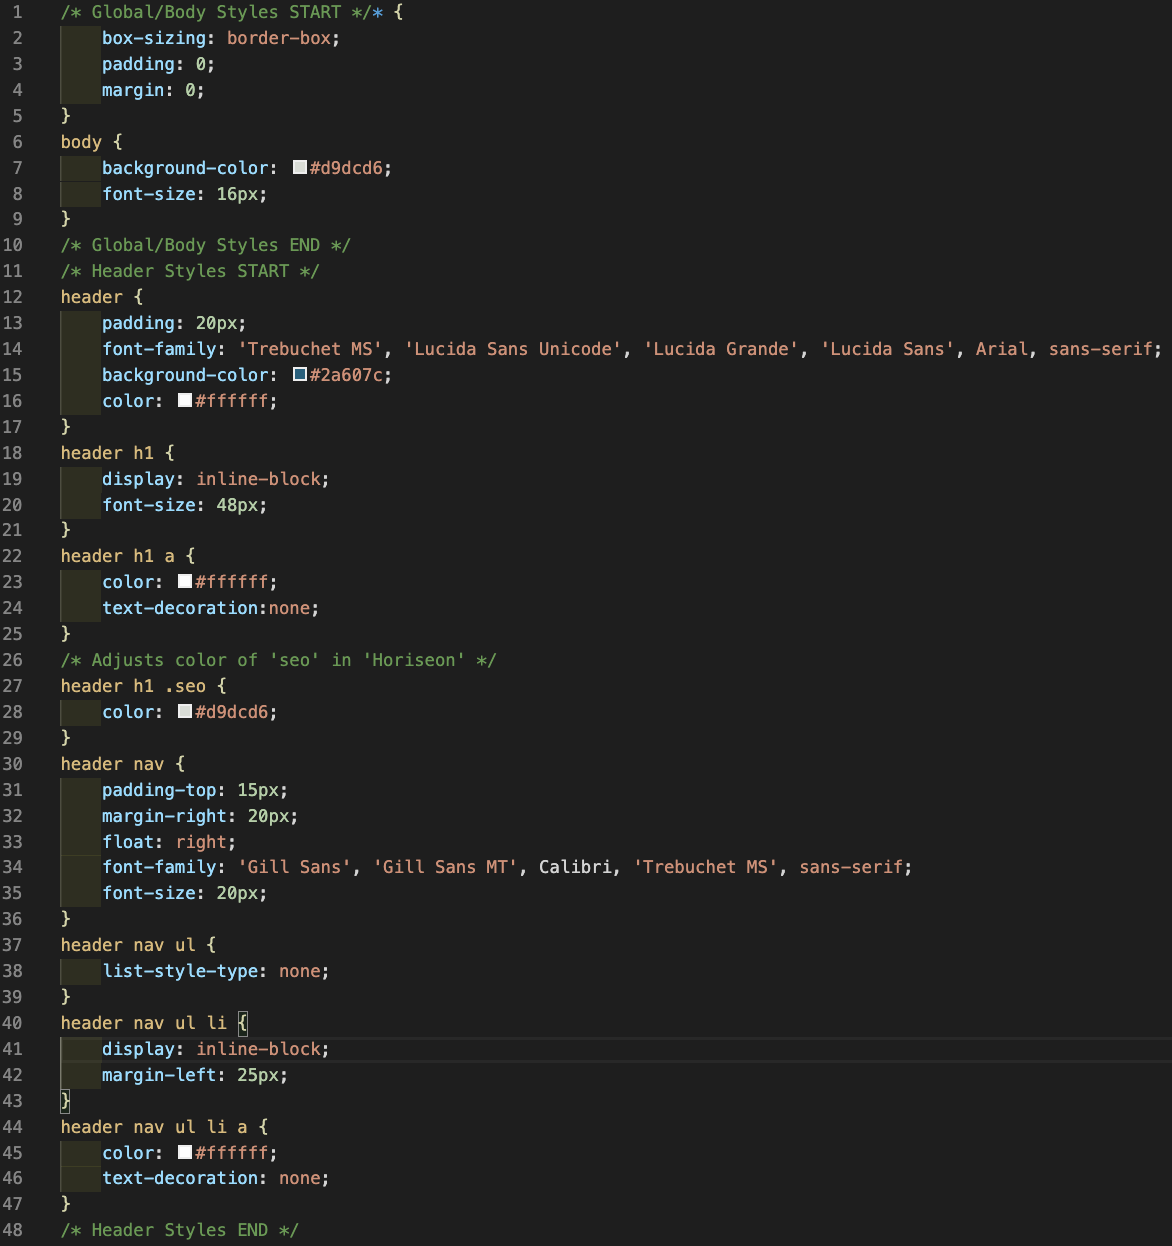 1 /* Global/Body Styles START */* {
2     box-sizing: border-box;
3     padding: 0;
4     margin: 0;
5 }
6 body {
7     background-color: #d9dcd6;
8     font-size: 16px;
9 }
10 /* Global/Body Styles END */
11 /* Header Styles START */
12 header {
13     padding: 20px;
14     font-family: 'Trebuchet MS', 'Lucida Sans Unicode', 'Lucida Grande', 'Lucida Sans', Arial, sans-serif;
15     background-color: #2a607c;
16     color: #ffffff;
17 }
18 header h1 {
19     display: inline-block;
20     font-size: 48px;
21 }
22 header h1 a {
23     color: #ffffff;
24     text-decoration:none;
25 }
26 /* Adjusts color of 'seo' in 'Horiseon' */
27 header h1 .seo {
28     color: #d9dcd6;
29 }
30 header nav {
31     padding-top: 15px;
32     margin-right: 20px;
33     float: right;
34     font-family: 'Gill Sans', 'Gill Sans MT', Calibri, 'Trebuchet MS', sans-serif;
35     font-size: 20px;
36 }
37 header nav ul {
38     list-style-type: none;
39 }
40 header nav ul li {
41     display: inline-block;
42     margin-left: 25px;
43 }
44 header nav ul li a {
45     color: #ffffff;
46     text-decoration: none;
47 }
48 /* Header Styles END */